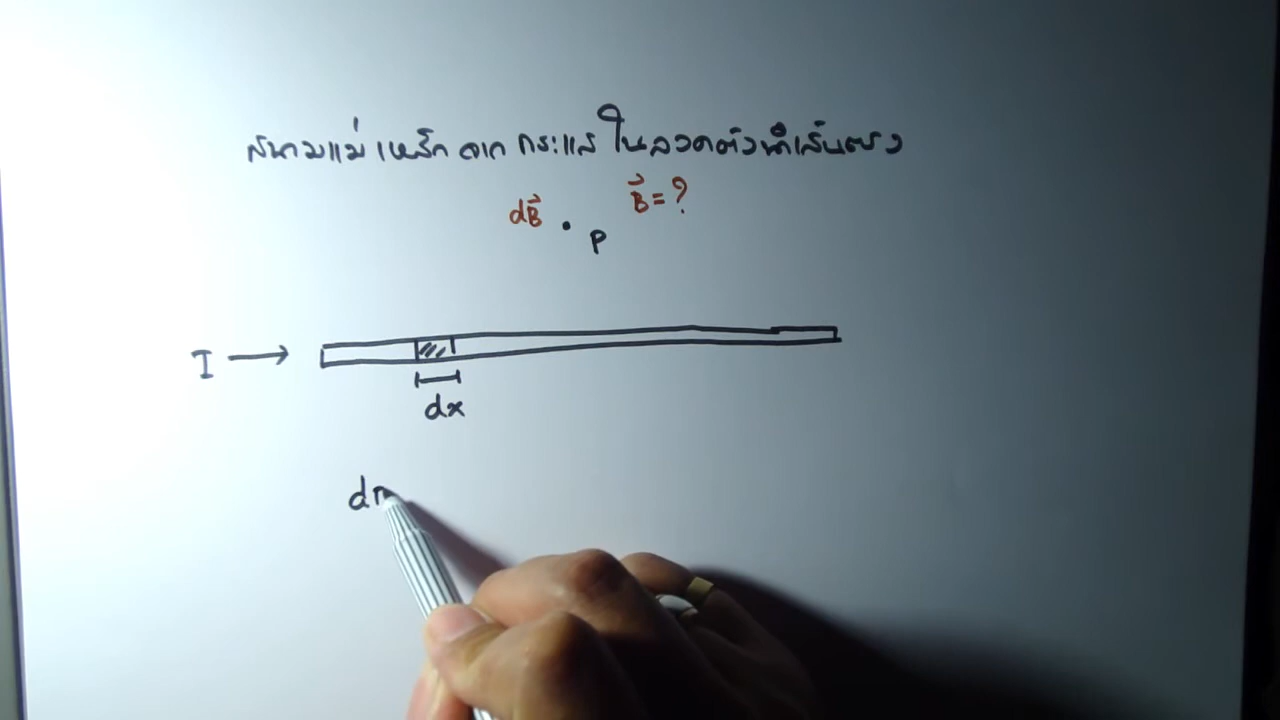 สนามแม่เหล็ก จาก กระแส ในลวดตัวนำเส้นตรง
dB⃗ B⃗ = ?
P
I
dx